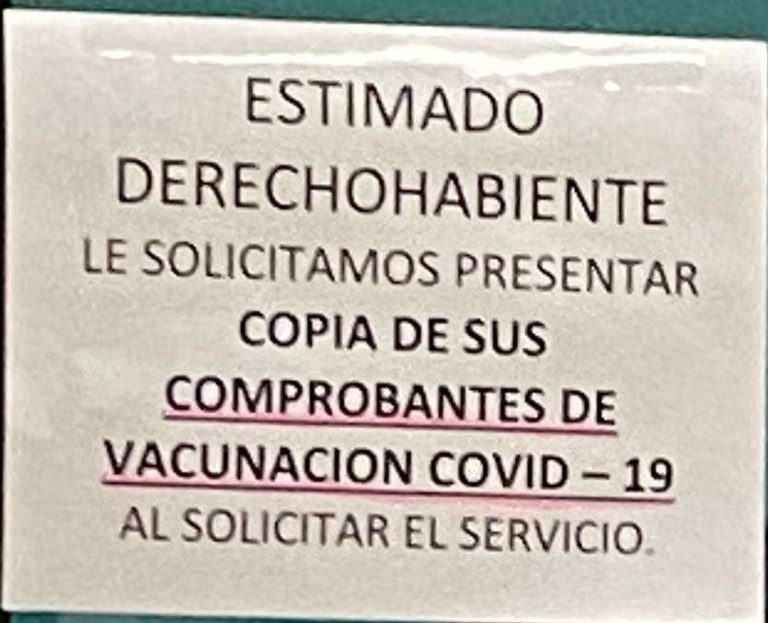 ESTIMADO
DERECHOHABIENTE
LE SOLICITAMOS PRESENTAR
COPIA DE SUS
COMPROBANTES DE
VACUNACION COVID – 19
AL SOLICITAR EL SERVICIO.